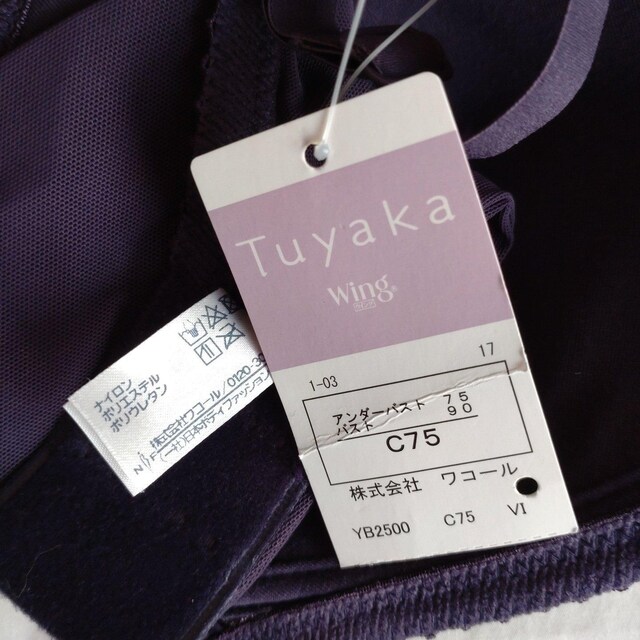 Tuyaka
Wing
1-03 17
アンダーバスト 75
バスト 90
C75
株式会社 ワコール
YB2500 C75 VI
ナイロン
ポリエステル
ポリウレタン
株式会社ワコール/0120-30